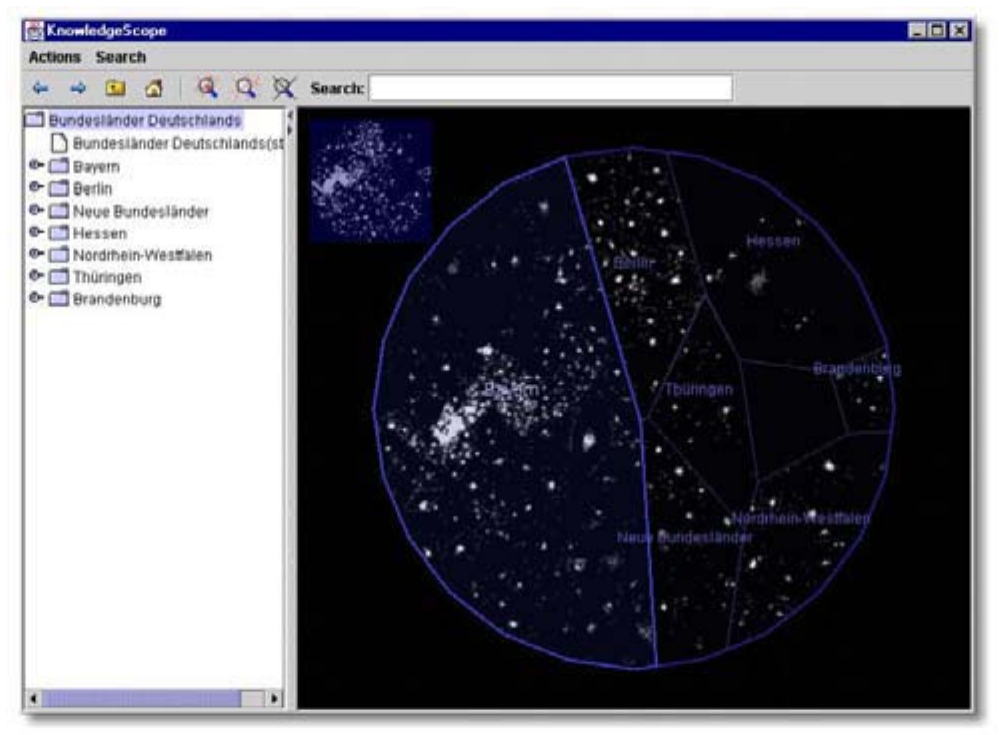 KnowledgeScope
Actions Search
Search:
Bundesländer Deutschlands
Bundesländer Deutschlands(st
Bayern
Berlin
Neue Bundesländer
Hessen
Nordrhein-Westfalen
Thüringen
Brandenburg
Hessen
Berlin
Brandenburg
Bayern
Thüringen
Nordrhein-Westfalen
Neue Bundesländer